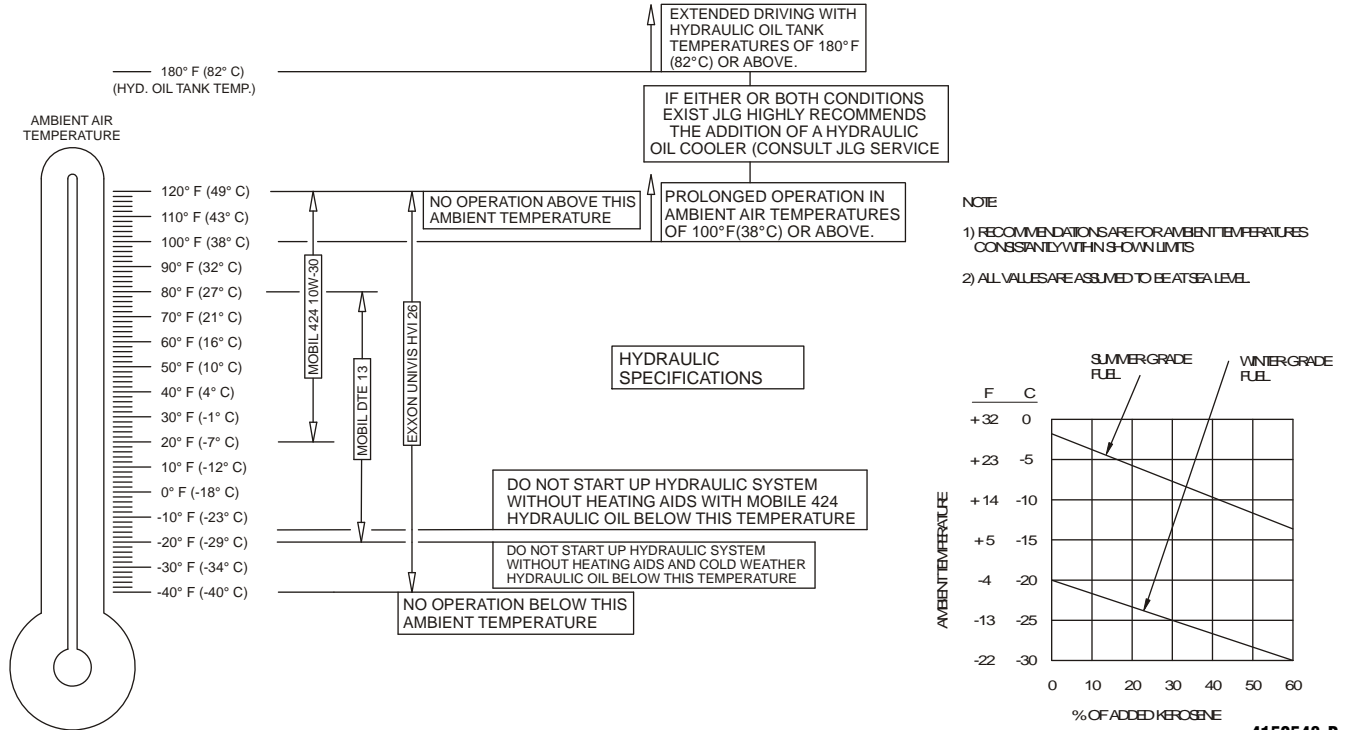 EXTENDED DRIVING WITH
HYDRAULIC OIL TANK
TEMPERATURES OF 180° F
(82°C) OR ABOVE.
180° F (82° C)
(HYD. OIL TANK TEMP.)
IF EITHER OR BOTH CONDITIONS
EXIST JLG HIGHLY RECOMMENDS
THE ADDITION OF A HYDRAULIC
OIL COOLER (CONSULT JLG SERVICE
AMBIENT AIR
TEMPERATURE
120° F (49° C)
110° F (43° C)
100° F (38° C)
90° F (32° C)
80° F (27° C)
70° F (21° C)
60° F (16° C)
50° F (10° C)
40° F (4° C)
30° F (-1° C)
20° F (-7° C)
10° F (-12° C)
0° F (-18° C)
-10° F (-23° C)
-20° F (-29° C)
-30° F (-34° C)
-40° F (-40° C)
MOBIL 424 10W-30
MOBIL DTE 13
EXXON UNIVIS HVI 26
NO OPERATION ABOVE THIS
AMBIENT TEMPERATURE
PROLONGED OPERATION IN
AMBIENT AIR TEMPERATURES
OF 100°F(38°C) OR ABOVE.
HYDRAULIC
SPECIFICATIONS
DO NOT START UP HYDRAULIC SYSTEM
WITHOUT HEATING AIDS WITH MOBILE 424
HYDRAULIC OIL BELOW THIS TEMPERATURE
DO NOT START UP HYDRAULIC SYSTEM
WITHOUT HEATING AIDS AND COLD WEATHER
HYDRAULIC OIL BELOW THIS TEMPERATURE
NO OPERATION BELOW THIS
AMBIENT TEMPERATURE
NOTE:
1) RECOMMENDATIONS ARE FOR AMBIENT TEMPERATURES
CONSISTANTLY WITHIN SHOWN LIMITS
2) ALL VALUES ARE ASSUMED TO BE AT SEA LEVEL.
SUMMER-GRADE
FUEL
WINTER-GRADE
FUEL
F C
+32 0
+23 -5
+14 -10
+5 -15
-4 -20
-13 -25
-22 -30
AMBIENT TEMPERATURE
0 10 20 30 40 50 60
% OF ADDED KEROSENE